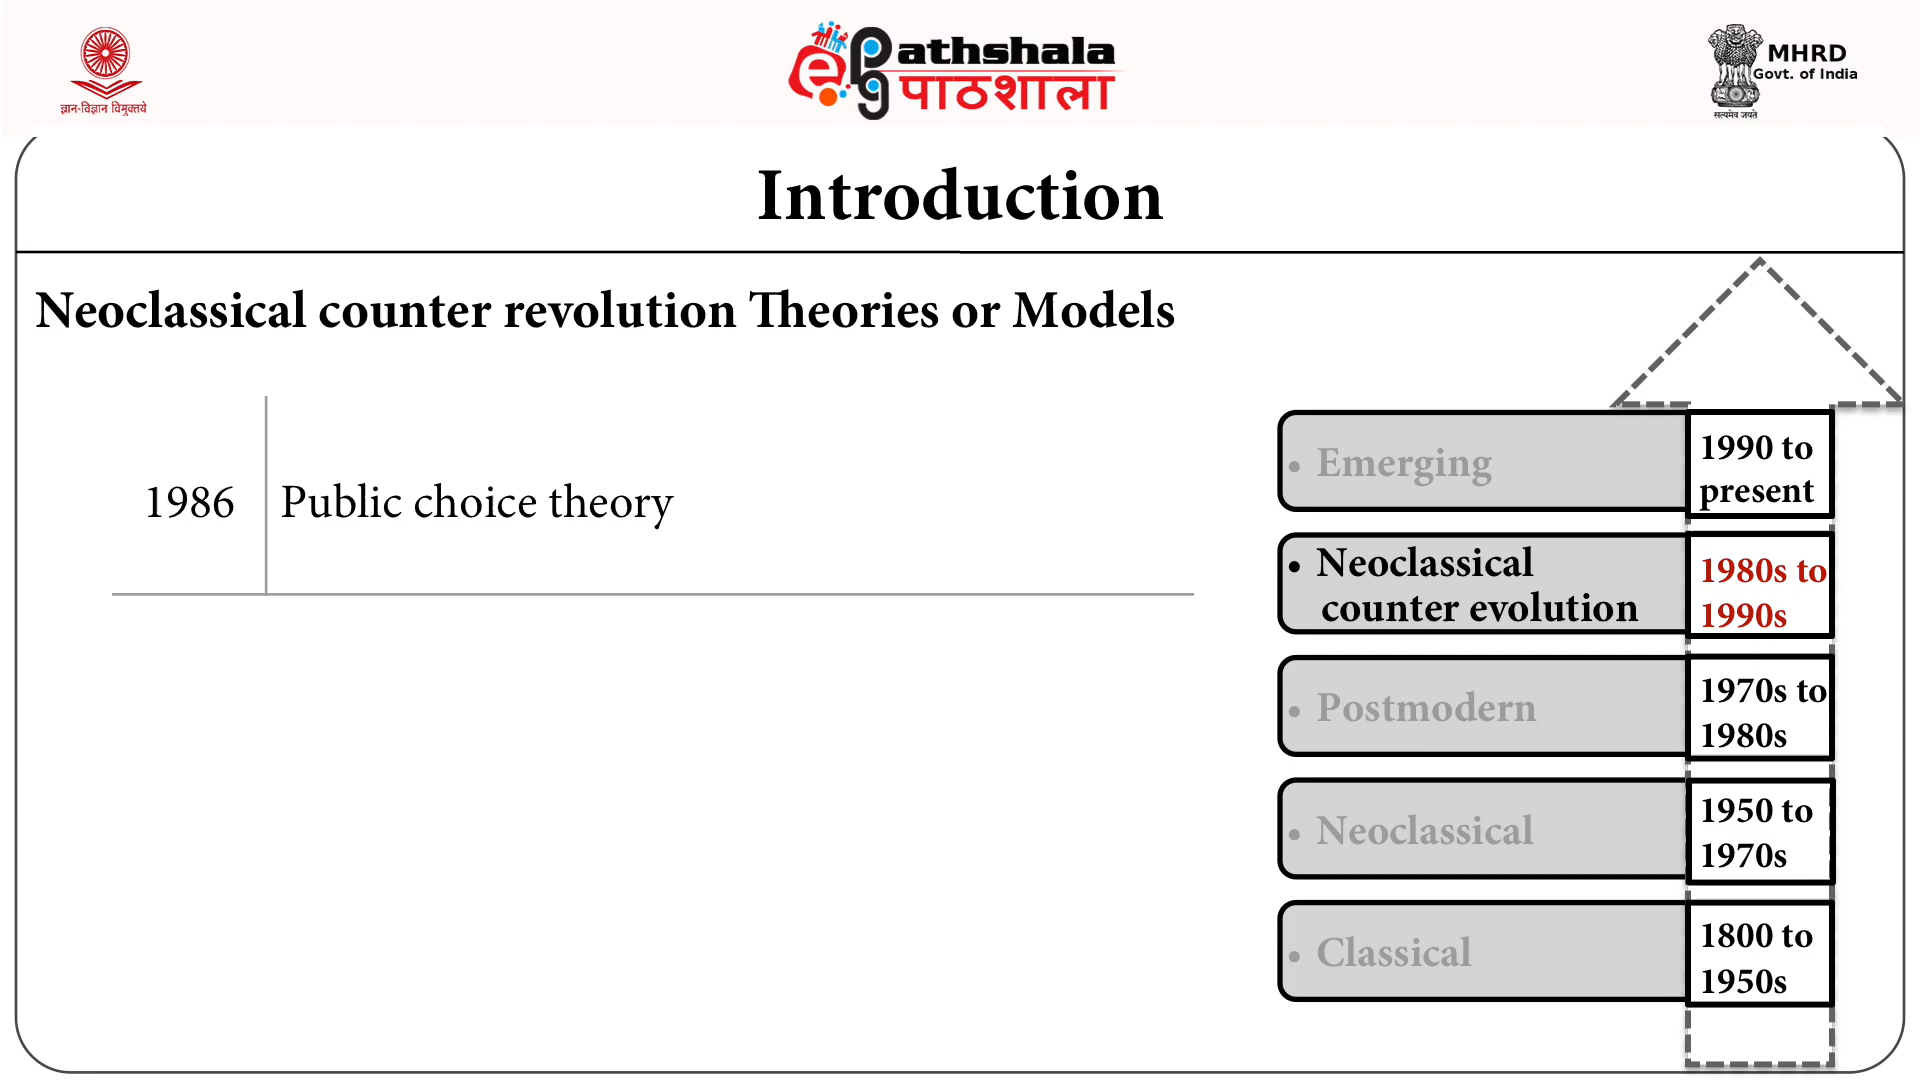 ज्ञान-विज्ञान विमुक्तये
e pg athshala
पाठशाला
MHRD
Govt. of India
सत्यमेव जयते
Introduction
Neoclassical counter revolution Theories or Models
1986
Public choice theory
• Emerging
1990 to
present
• Neoclassical
counter evolution
1980s to
1990s
• Postmodern
1970s to
1980s
• Neoclassical
1950 to
1970s
• Classical
1800 to
1950s